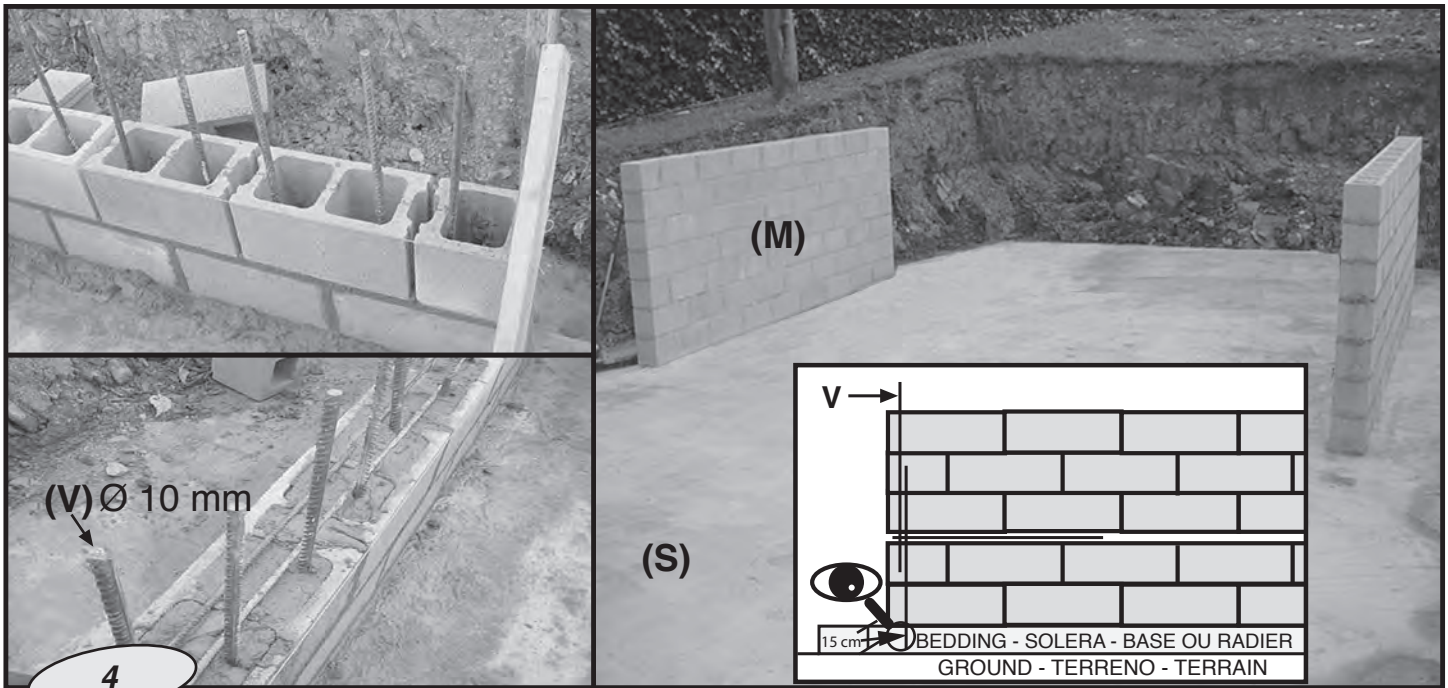 (V) Ø 10 mm
4
(M)
(S)
V
15 cm
BEDDING - SOLERA - BASE OU RADIER
GROUND - TERRENO - TERRAIN